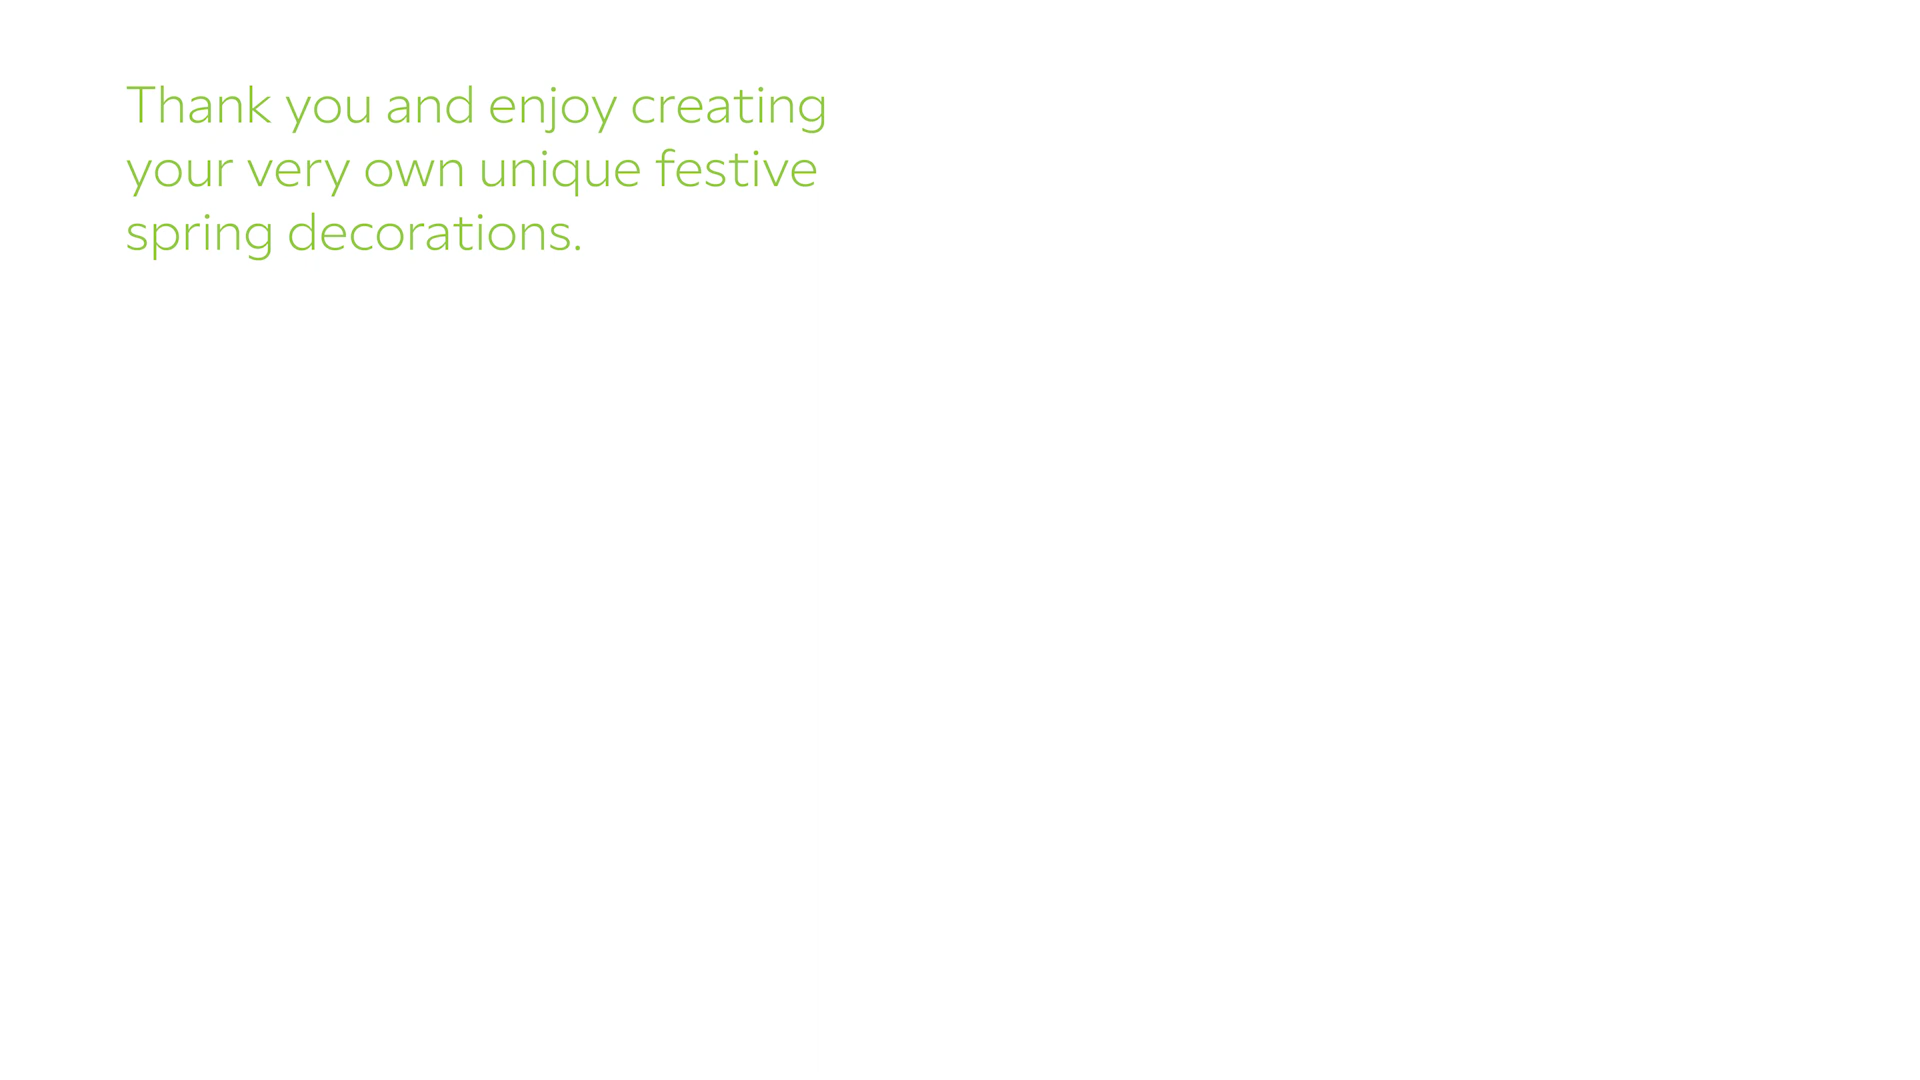 Thank you and enjoy creating
your very own unique festive
spring decorations.